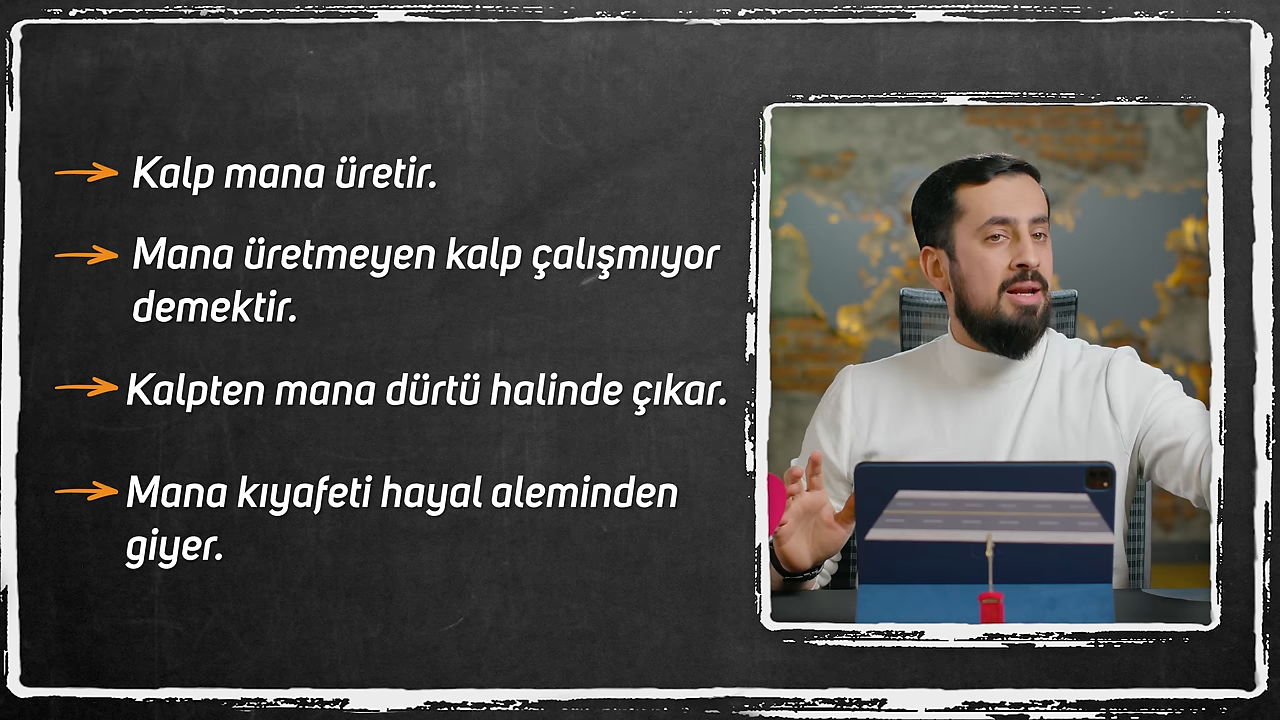 Kalp mana üretir.
Mana üretmeyen kalp çalışmıyor
demektir.
Kalpten mana dürtü halinde çıkar.
Mana kıyafeti hayal aleminden
giyer.